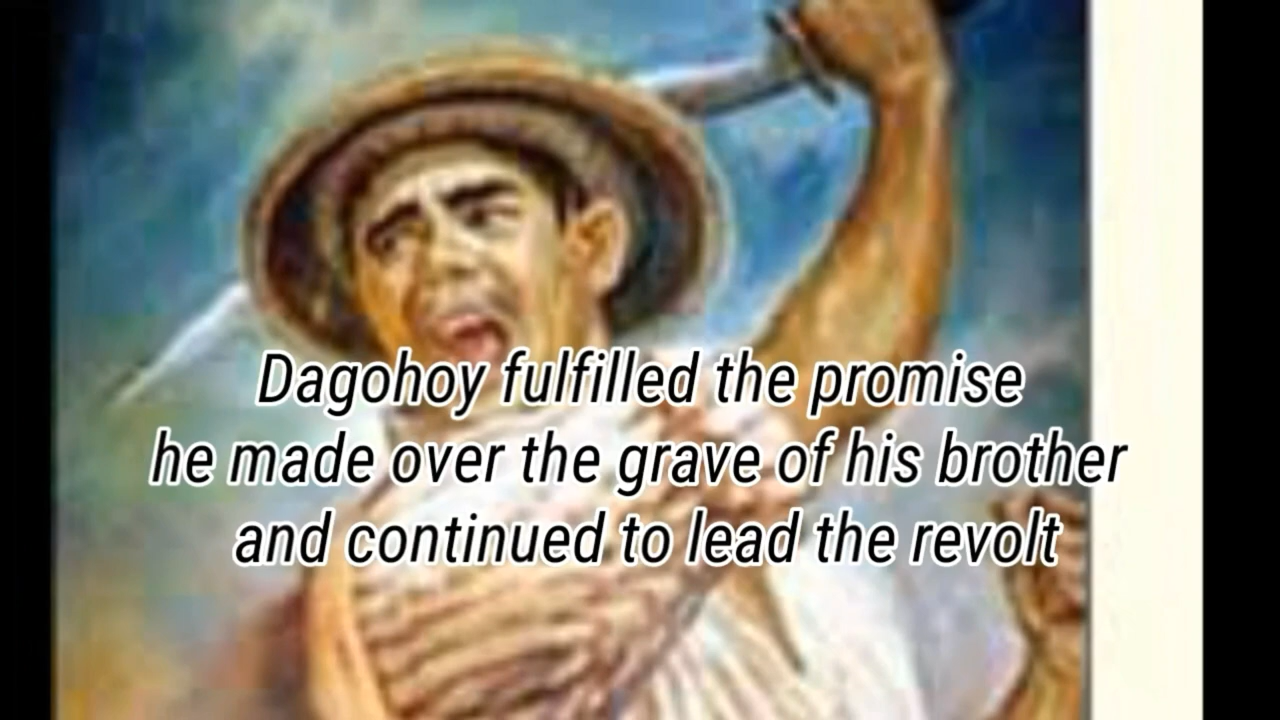 Dagohoy fulfilled the promise
he made over the grave of his brother
and continued to lead the revolt